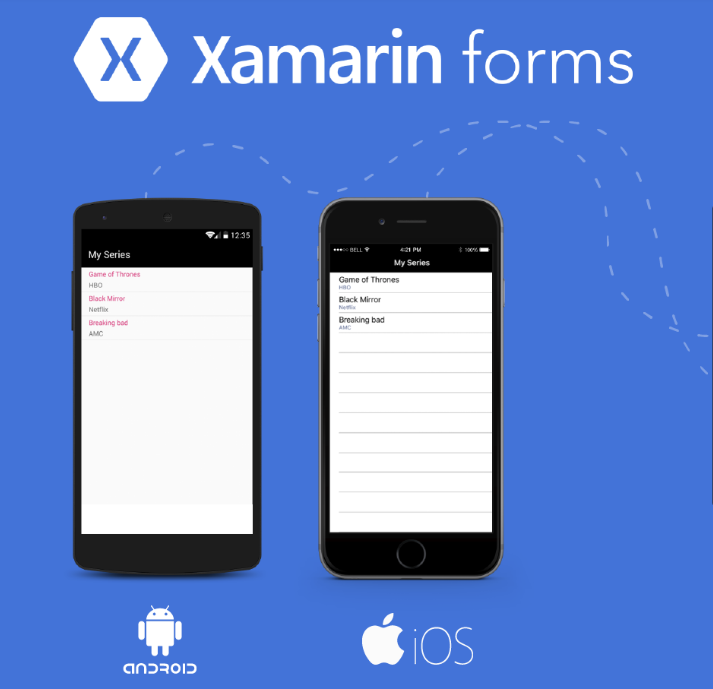 X Xamarin forms
12:35
My Series
Game of Thrones
HBO
Black Mirror
Netflix
Breaking bad
AMC
BELL 4:21 PM 100%
My Series
Game of Thrones
HBO
Black Mirror
Netflix
Breaking bad
AMC
ANDROID
iOS